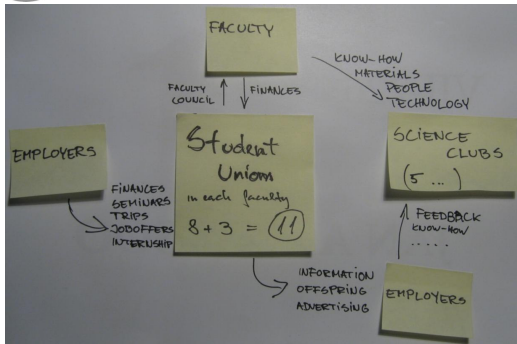 FACULTY
FACULTY
COUNCIL
FINANCES
KNOW-HOW
MATERIALS
PEOPLE
TECHNOLOGY
EMPLOYERS
FINANCES
SEMINARS
TRIPS
JOBOFFERS
INTERNSHIP
Student
Union
in each faculty
8 + 3 = 11
SCIENCE
CLUBS
(5 ...)
FEEDBACK
KNOW-HOW
.....
INFORMATION
OFFSPRING
ADVERTISING
EMPLOYERS